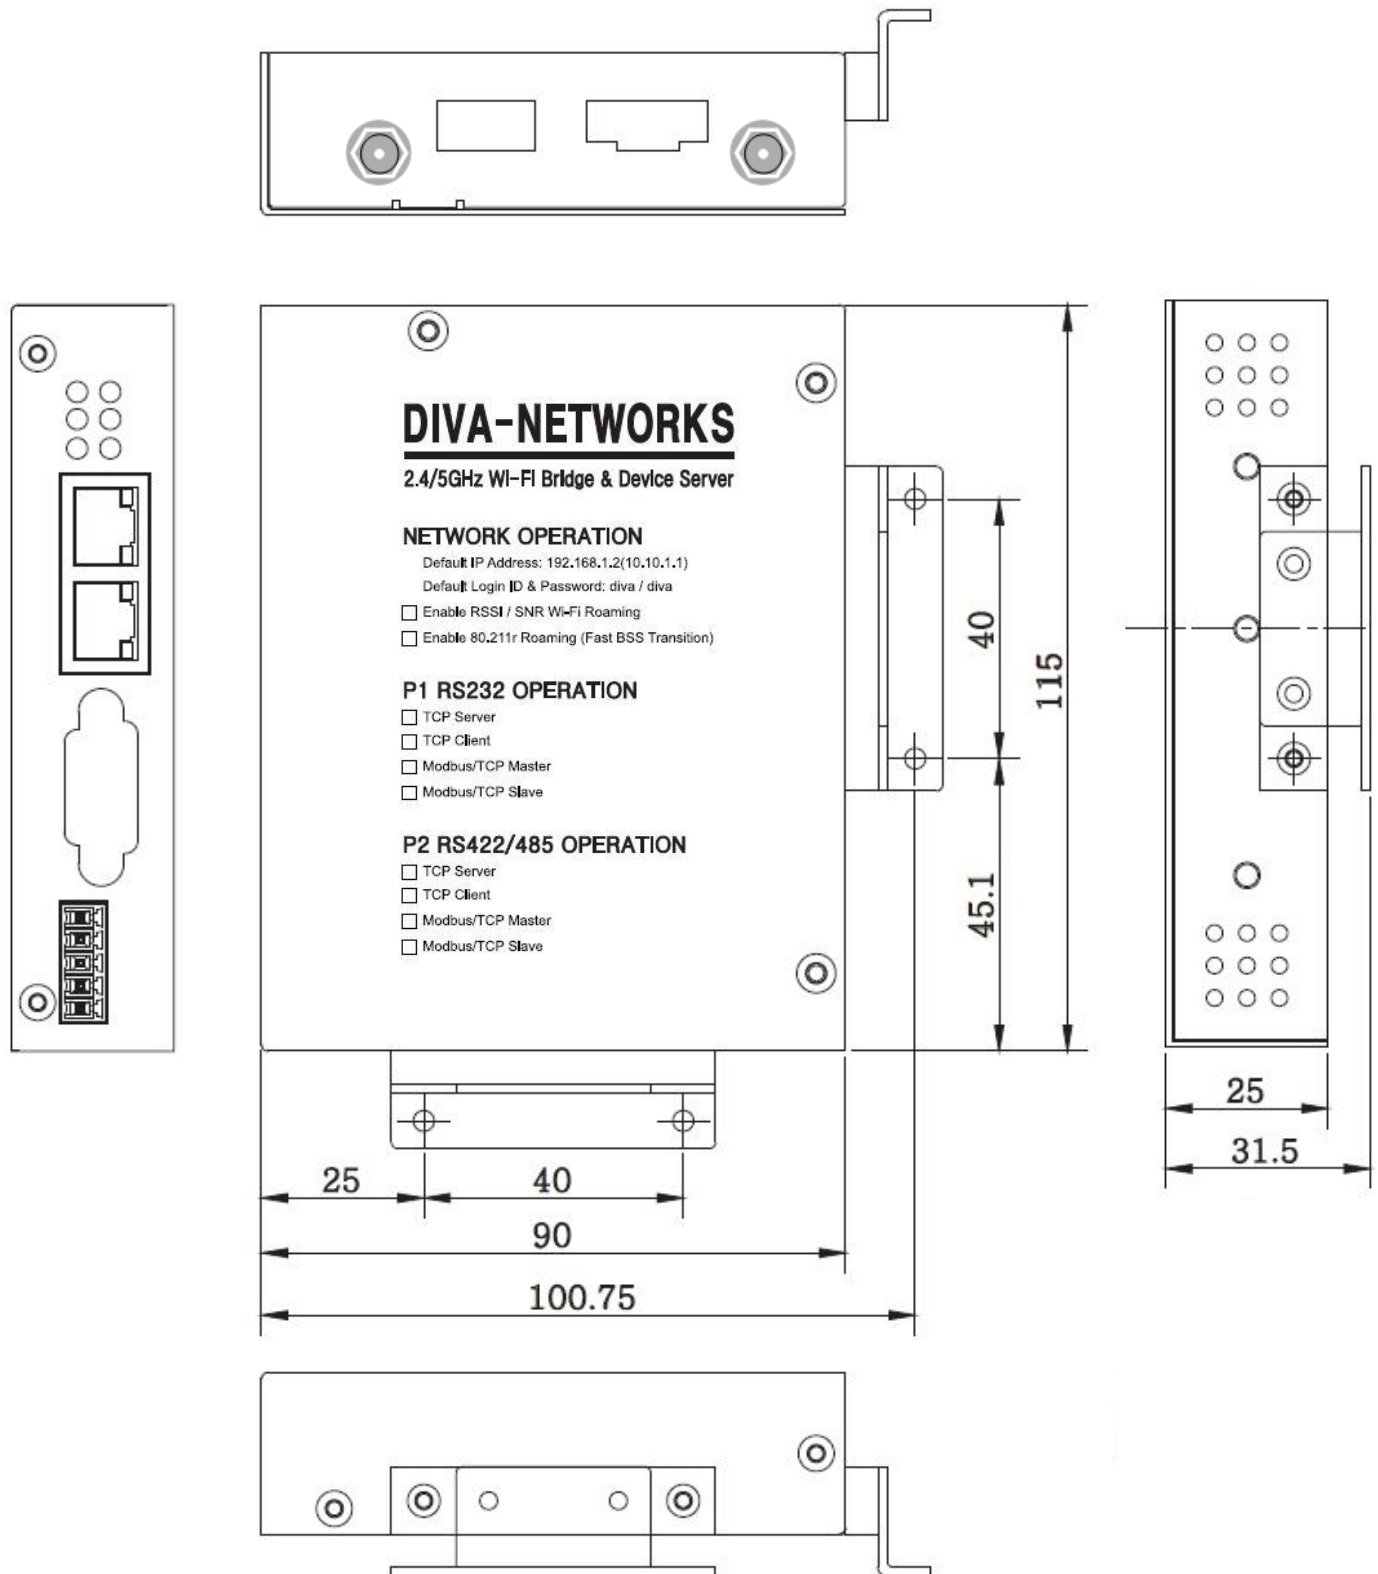 DIVA-NETWORKS
2.4/5GHz Wi-Fi Bridge & Device Server
NETWORK OPERATION
Default IP Address: 192.168.1.2(10.10.1.1)
Default Login ID & Password: diva / diva
Enable RSSI / SNR Wi-Fi Roaming
Enable 80.211r Roaming (Fast BSS Transition)
P1 RS232 OPERATION
TCP Server
TCP Client
Modbus/TCP Master
Modbus/TCP Slave
P2 RS422/485 OPERATION
TCP Server
TCP Client
Modbus/TCP Master
Modbus/TCP Slave
40
115
45.1
25
31.5
25
40
90
100.75